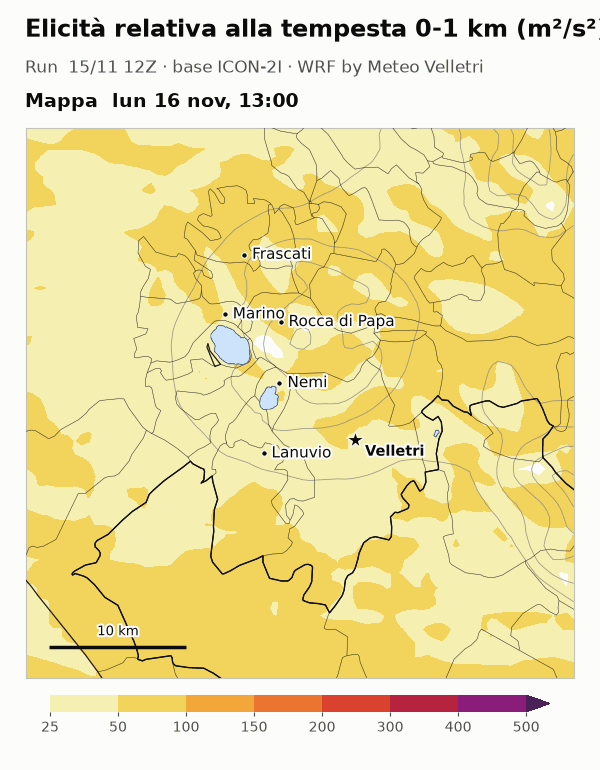 Elicità relativa alla tempesta 0-1 km (m²/s²)
Run 15/11 12Z · base ICON-2I · WRF by Meteo Velletri
Mappa lun 16 nov, 13:00
Frascati
Marino
Rocca di Papa
Nemi
Velletri
Lanuvio
10 km
25 50 100 150 200 300 400 500